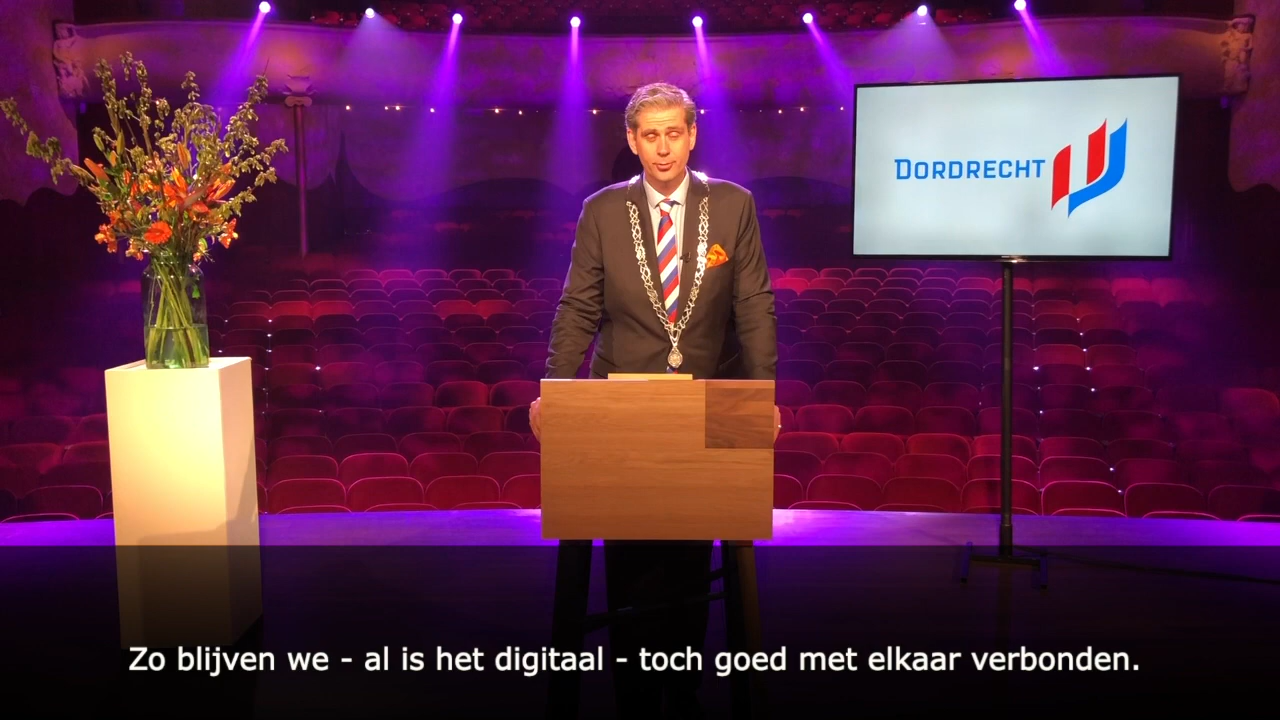 DORDRECHT
Zo blijven we - al is het digitaal - toch goed met elkaar verbonden.